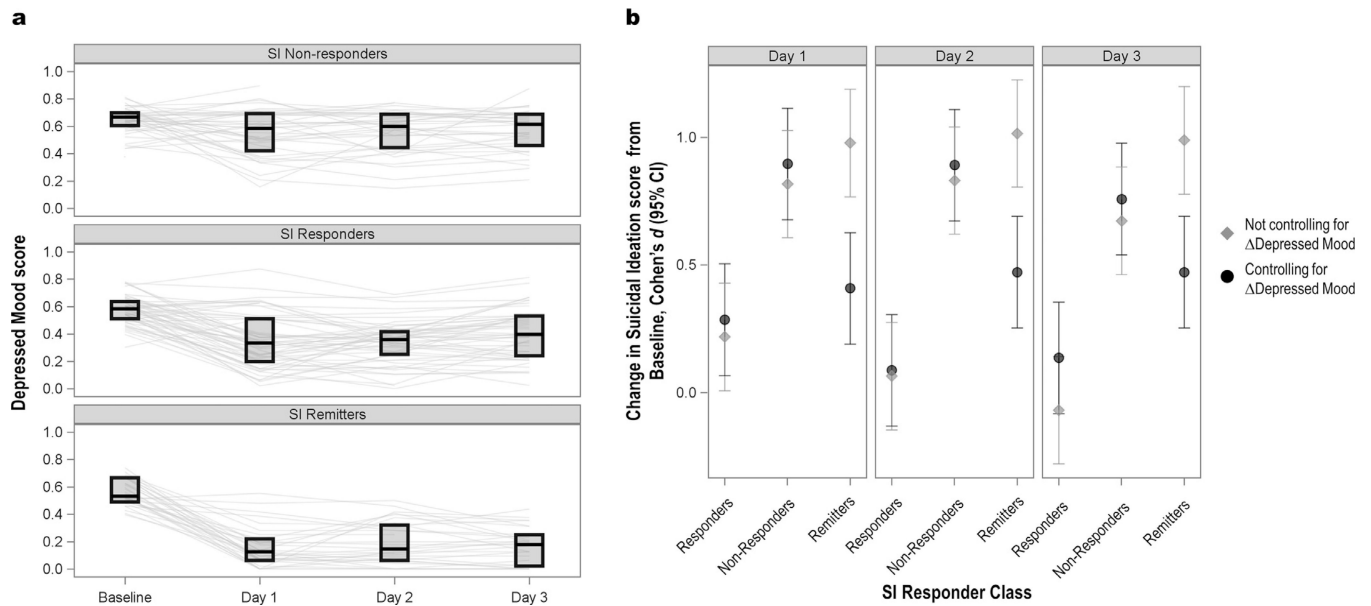 a
SI Non-responders
1.0
0.8
0.6
0.4
0.2
0.0
SI Responders
1.0
0.8
0.6
0.4
0.2
0.0
SI Remitters
1.0
0.8
0.6
0.4
0.2
0.0
Depressed Mood score
Baseline Day 1 Day 2 Day 3
b
Day 1 Day 2 Day 3
Change in Suicidal Ideation score from
Baseline, Cohen's d (95% CI)
1.0
0.5
0.0
Responders Non-Responders Remitters Responders Non-Responders Remitters Responders Non-Responders Remitters
SI Responder Class
Not controlling for
ΔDepressed Mood
Controlling for
ΔDepressed Mood